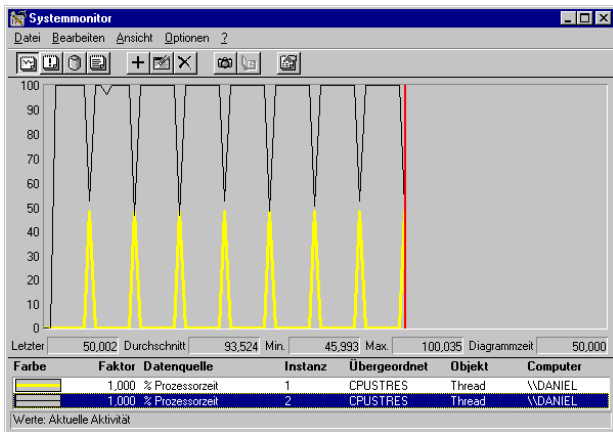 Systemmonitor
Datei Bearbeiten Ansicht Optionen ?
100
90
80
70
60
50
40
30
20
10
0
Letzter 50,002 Durchschnitt 93,524 Min. 45,993 Max. 100,035 Diagrammzeit 50,000
Farbe Faktor Datenquelle Instanz Übergeordnet Objekt Computer
1,000 % Prozessorzeit 1 CPUSTRES Thread \\DANIEL
1,000 % Prozessorzeit 2 CPUSTRES Thread \\DANIEL
Werte: Aktuelle Aktivität